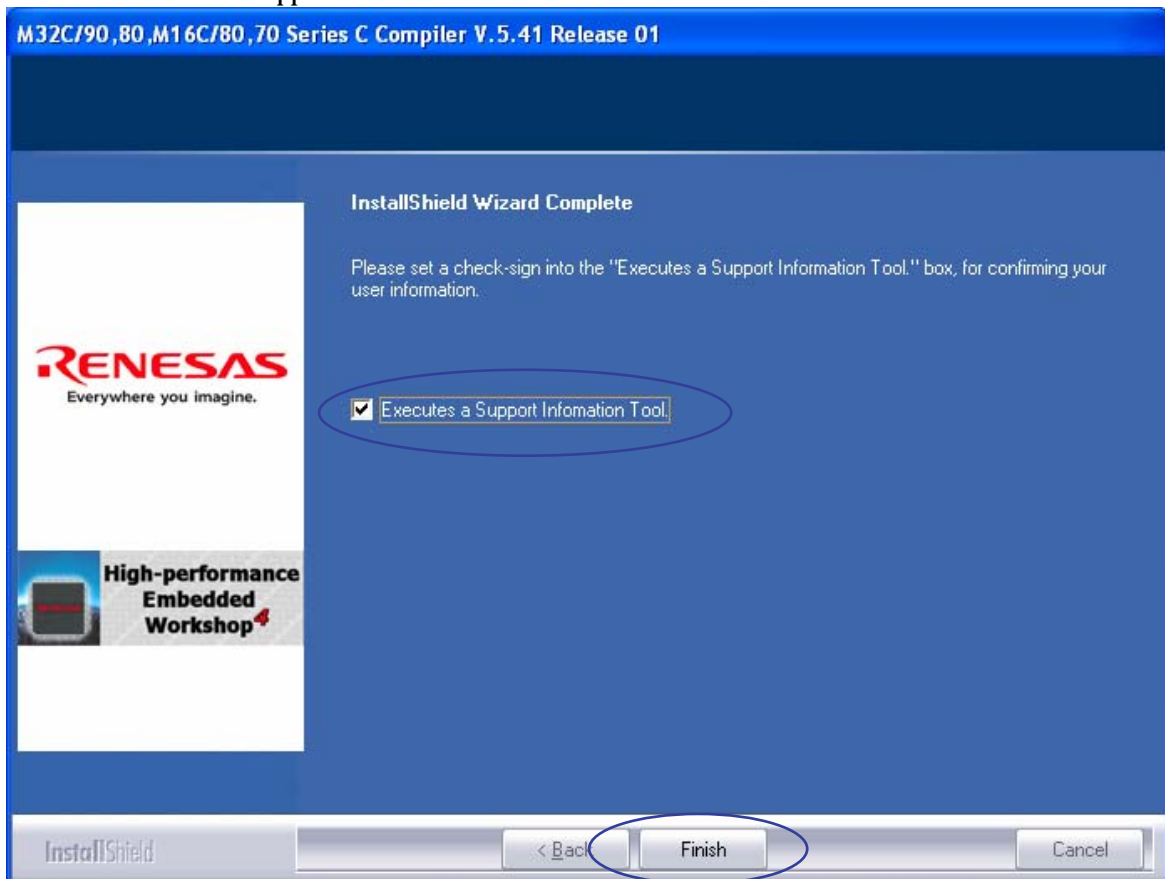 M32C/90,80,M16C/80,70 Series C Compiler V.5.41 Release 01
InstallShield Wizard Complete
Please set a check-sign into the "Executes a Support Information Tool." box, for confirming your
user information.
RENESAS
Everywhere you imagine.
Executes a Support Infomation Tool.
High-performance
Embedded
Workshop 4
InstallShield
< Back
Finish
Cancel